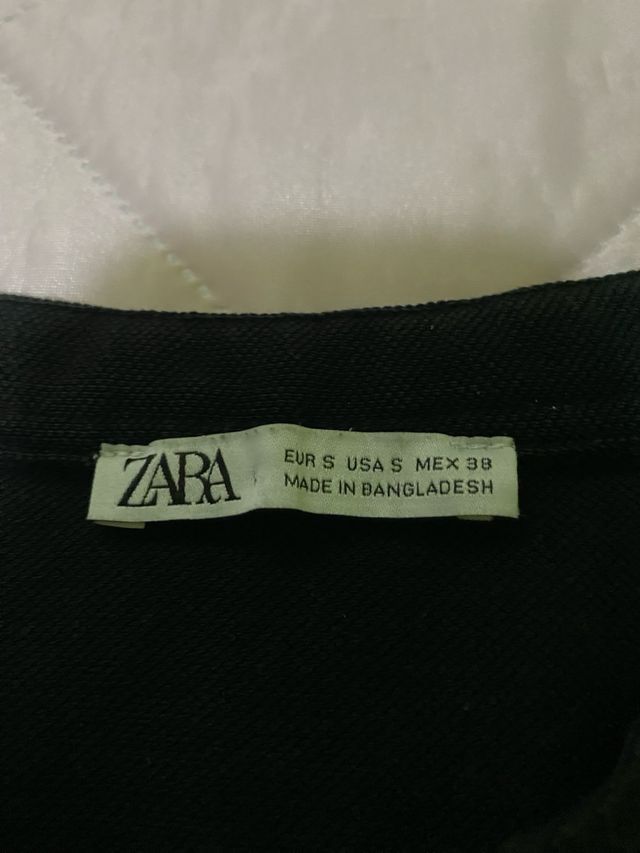 ZARA
EUR S USA S MEX 38
MADE IN BANGLADESH